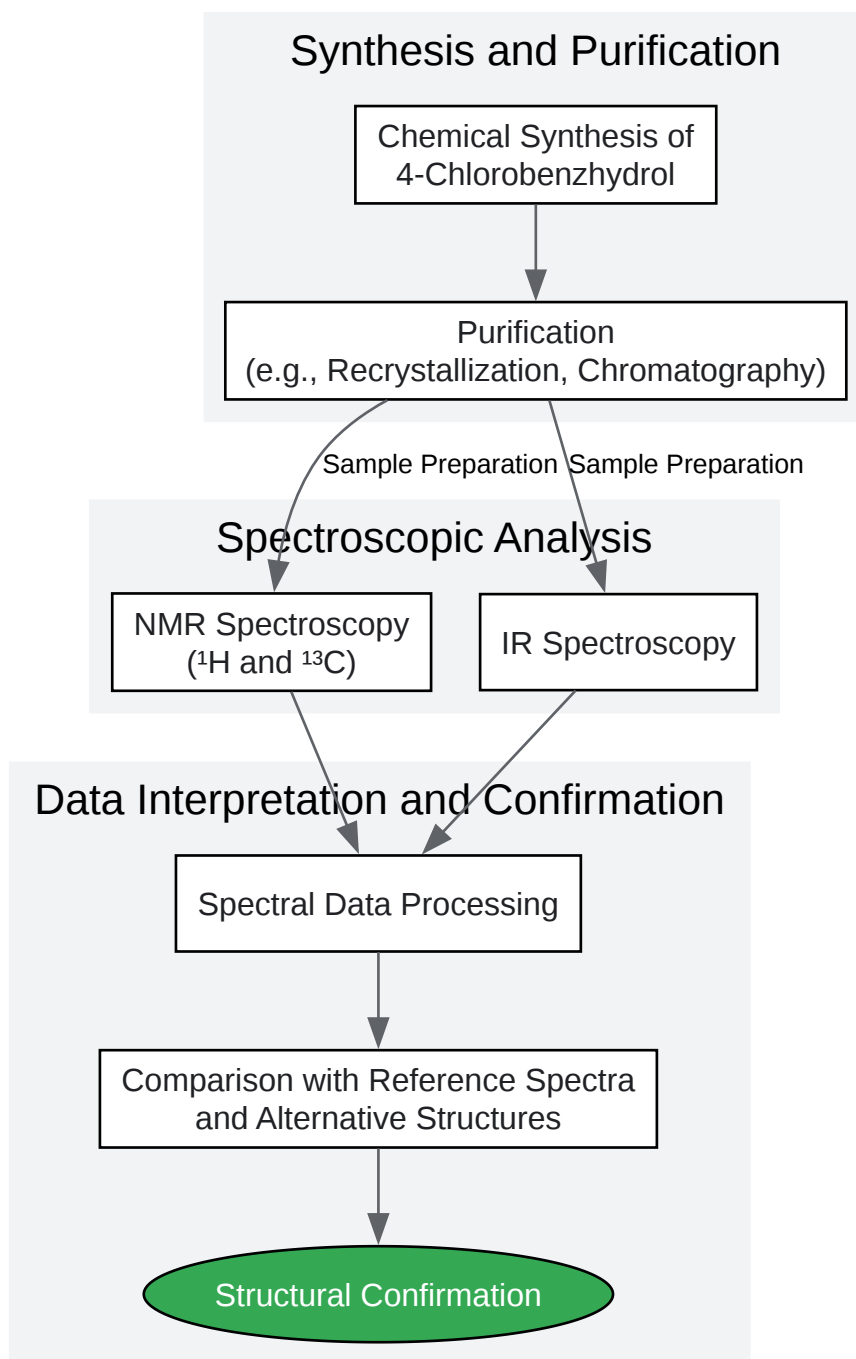 Synthesis and Purification
Chemical Synthesis of
4-Chlorobenzhydrol
Purification
(e.g., Recrystallization, Chromatography)
Sample Preparation
Sample Preparation
Spectroscopic Analysis
NMR Spectroscopy
(¹H and ¹³C)
IR Spectroscopy
Data Interpretation and Confirmation
Spectral Data Processing
Comparison with Reference Spectra
and Alternative Structures
Structural Confirmation